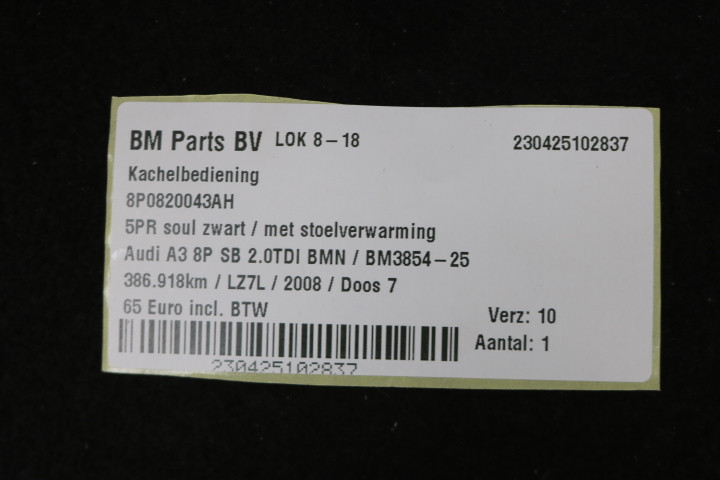 BM Parts BV LOK 8-18 230425102837
Kachelbediening
8P0820043AH
5PR soul zwart / met stoelverwarming
Audi A3 8P SB 2.0TDI BMN / BM3854-25
386.918km / LZ7L / 2008 / Doos 7
65 Euro incl. BTW Verz: 10
Aantal: 1
230425102837